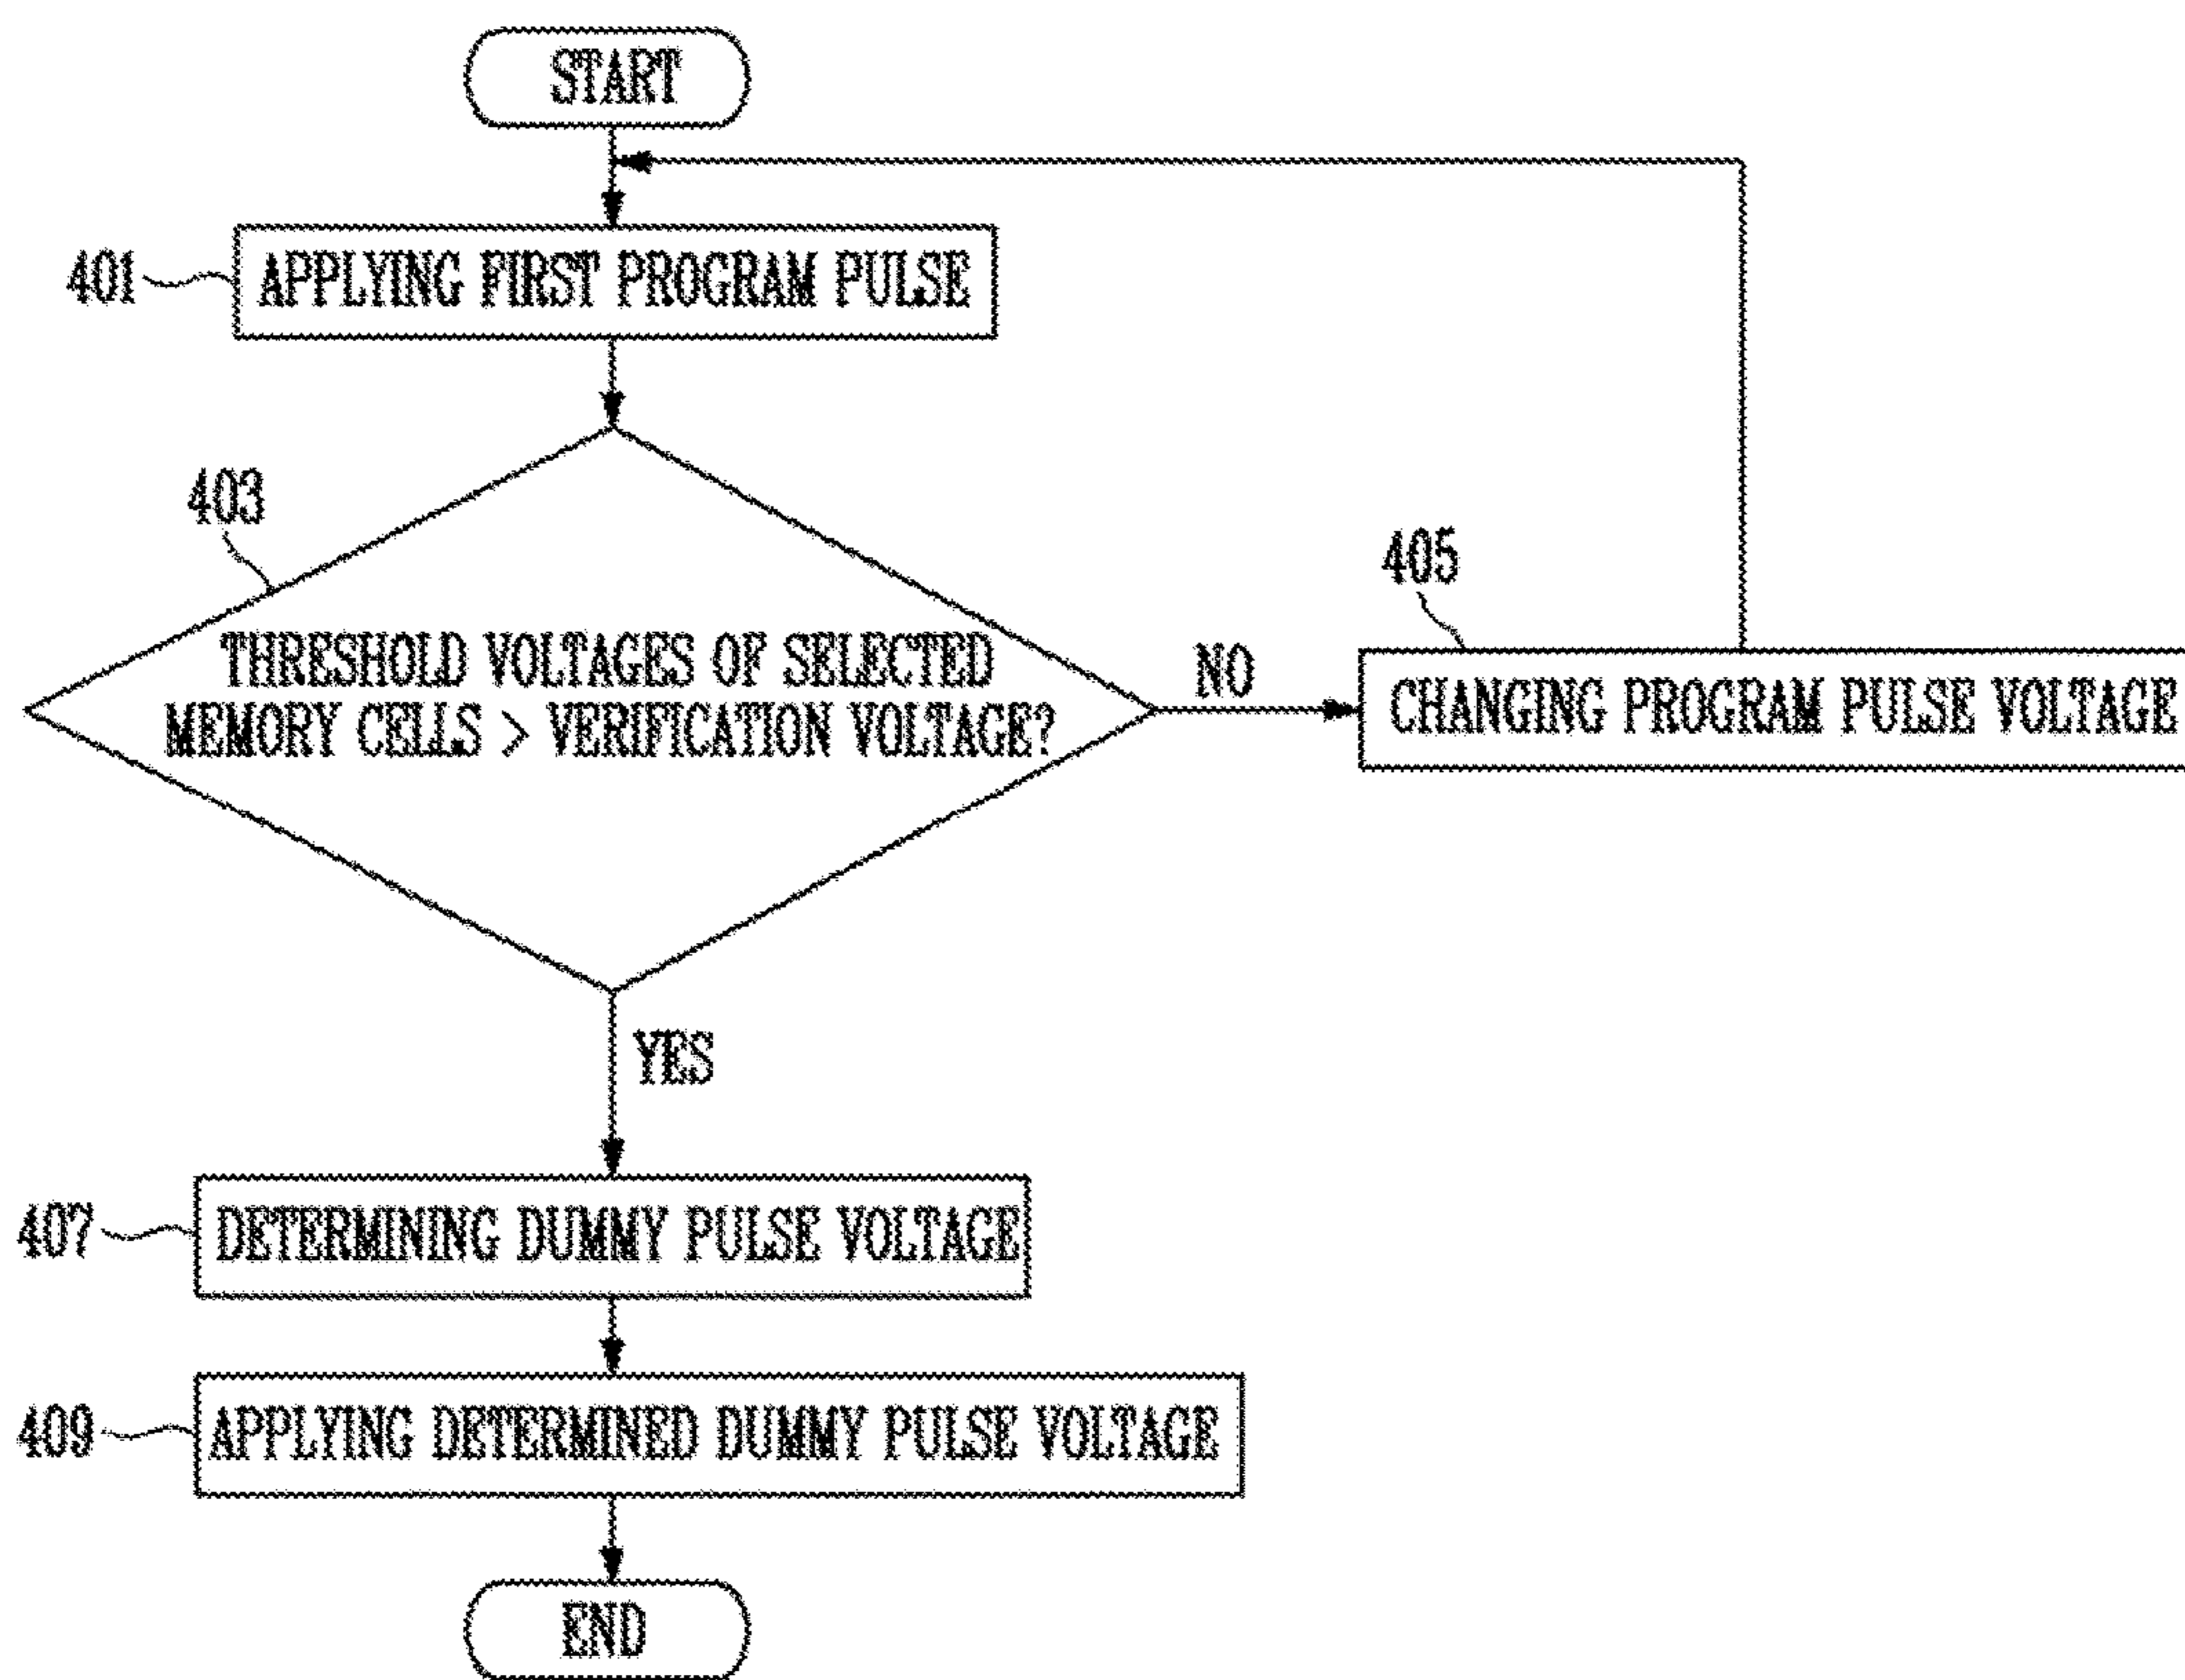 START
401
APPLYING FIRST PROGRAM PULSE
403
THRESHOLD VOLTAGES OF SELECTED
MEMORY CELLS > VERIFICATION VOLTAGE?
NO
405
CHANGING PROGRAM PULSE VOLTAGE
YES
407
DETERMINING DUMMY PULSE VOLTAGE
409
APPLYING DETERMINED DUMMY PULSE VOLTAGE
END